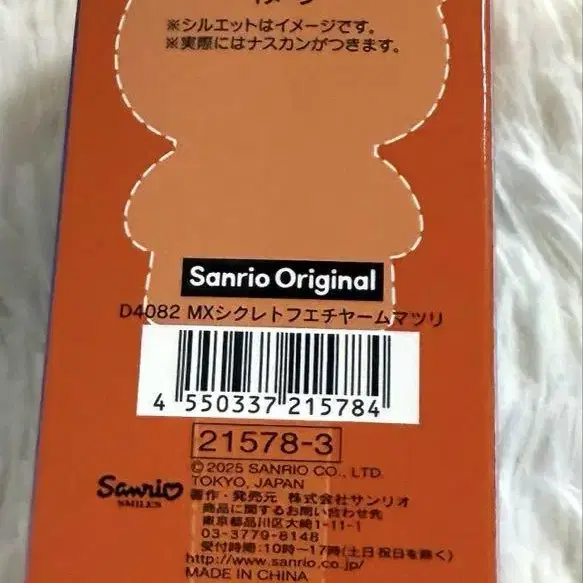 イメージ
※シルエットはイメージです。
※実際にはナスカンがつきます。
Sanrio Original
D4082 MXシクレトフエチヤームマツリ
4 550337 215784
21578-3
© 2025 SANRIO CO., LTD.
TOKYO, JAPAN
Sanrio
SMILES
著作・発売元 株式会社サンリオ
商品に関するお問い合わせ先
東京都品川区大崎1-11-1
03-3779-8148
受付時間:10時〜17時(土日祝日を除く)
http://www.sanrio.co.jp/
MADE IN CHINA